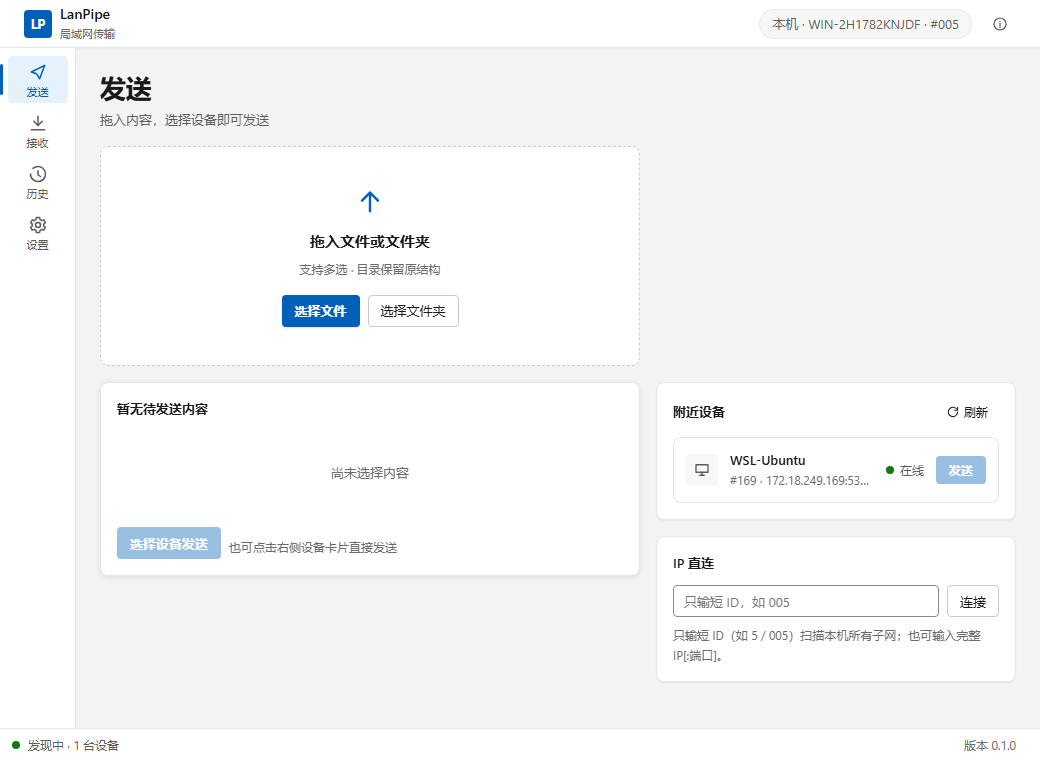 LP
LanPipe
局域网传输
本机 · WIN-2H1782KNJDF · #005
发送
接收
历史
设置
发送
拖入内容，选择设备即可发送
拖入文件或文件夹
支持多选 · 目录保留原结构
选择文件
选择文件夹
暂无待发送内容
尚未选择内容
选择设备发送
也可点击右侧设备卡片直接发送
附近设备
刷新
WSL-Ubuntu
#169 · 172.18.249.169:53...
在线
发送
IP 直连
只输短 ID，如 005
连接
只输短 ID（如 5 / 005）扫描本机所有子网；也可输入完整
IP[:端口]。
发现中 · 1 台设备
版本 0.1.0